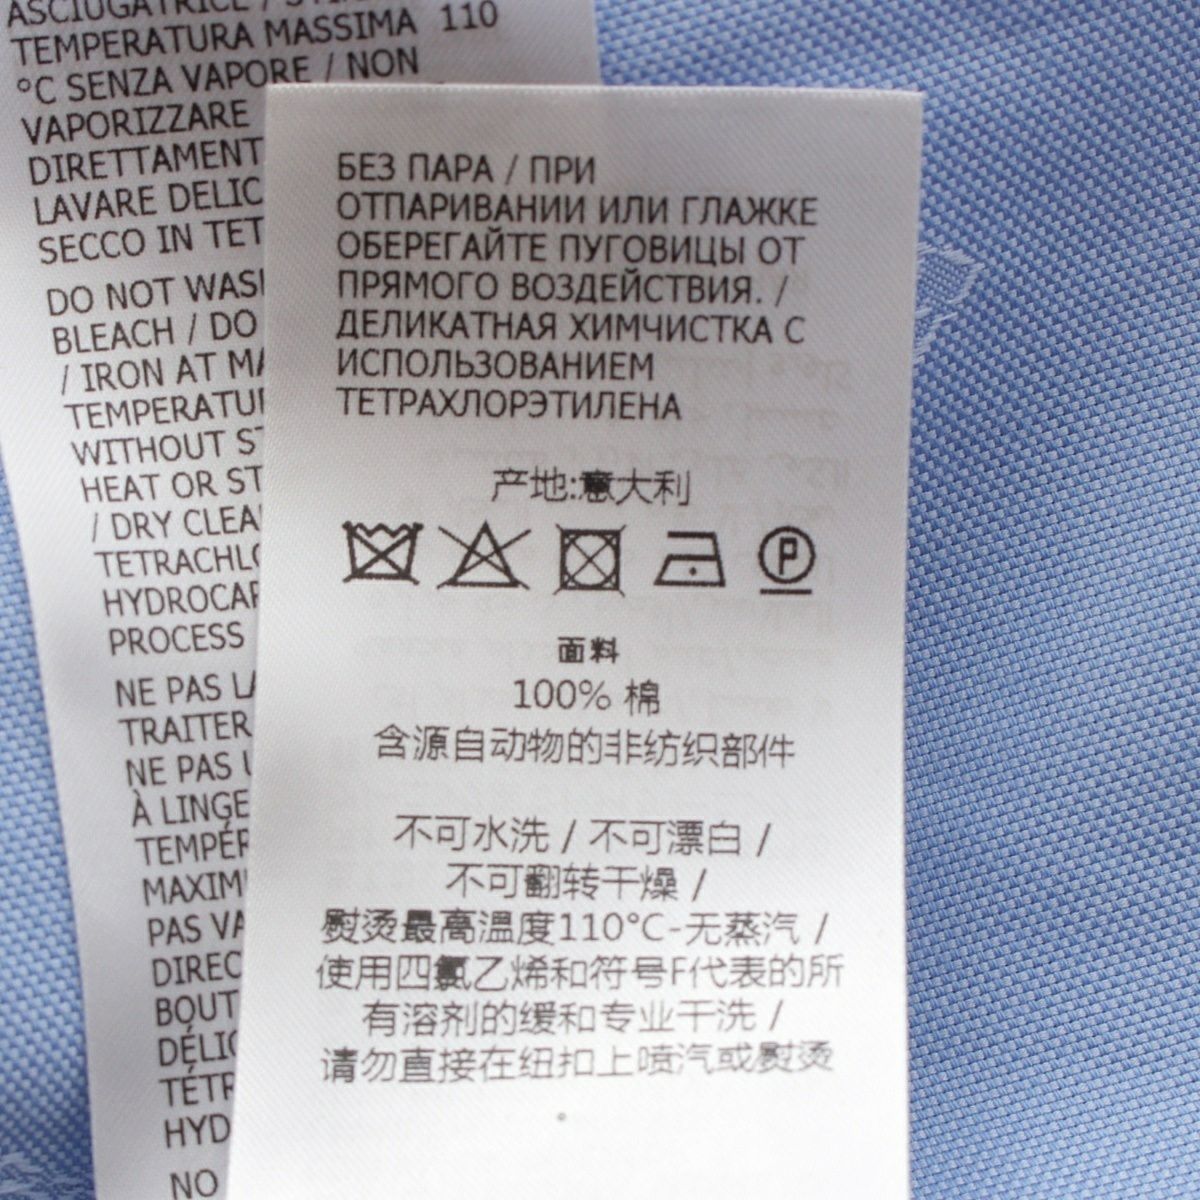 TEMPERATURA MASSIMA 110
°C SENZA VAPORE / NON
VAPORIZZARE
DIRETTAMENT
LAVARE DELIC
SECCO IN TET
DO NOT WASH
BLEACH / DO
/ IRON AT MA
TEMPERATU
WITHOUT ST
HEAT OR ST
/ DRY CLEA
TETRACHLO
HYDROCAR
PROCESS
NE PAS LA
TRAITER
NE PAS U
À LINGE
TEMPÉR
MAXIM
PAS VA
DIREC
BOUT
DÉLIC
TÉTR
HYD
NO
БЕЗ ПАРА / ПРИ
ОТПАРИВАНИИ ИЛИ ГЛАЖКЕ
ОБЕРЕГАЙТЕ ПУГОВИЦЫ ОТ
ПРЯМОГО ВОЗДЕЙСТВИЯ. /
ДЕЛИКАТНАЯ ХИМЧИСТКА С
ИСПОЛЬЗОВАНИЕМ
ТЕТРАХЛОРЭТИЛЕНА
产地:意大利
P
面料
100% 棉
含源自动物的非纺织部件
不可水洗 / 不可漂白 /
不可翻转干燥 /
熨烫最高温度110°C-无蒸汽 /
使用四氯乙烯和符号F代表的所
有溶剂的缓和专业干洗 /
请勿直接在纽扣上喷汽或熨烫